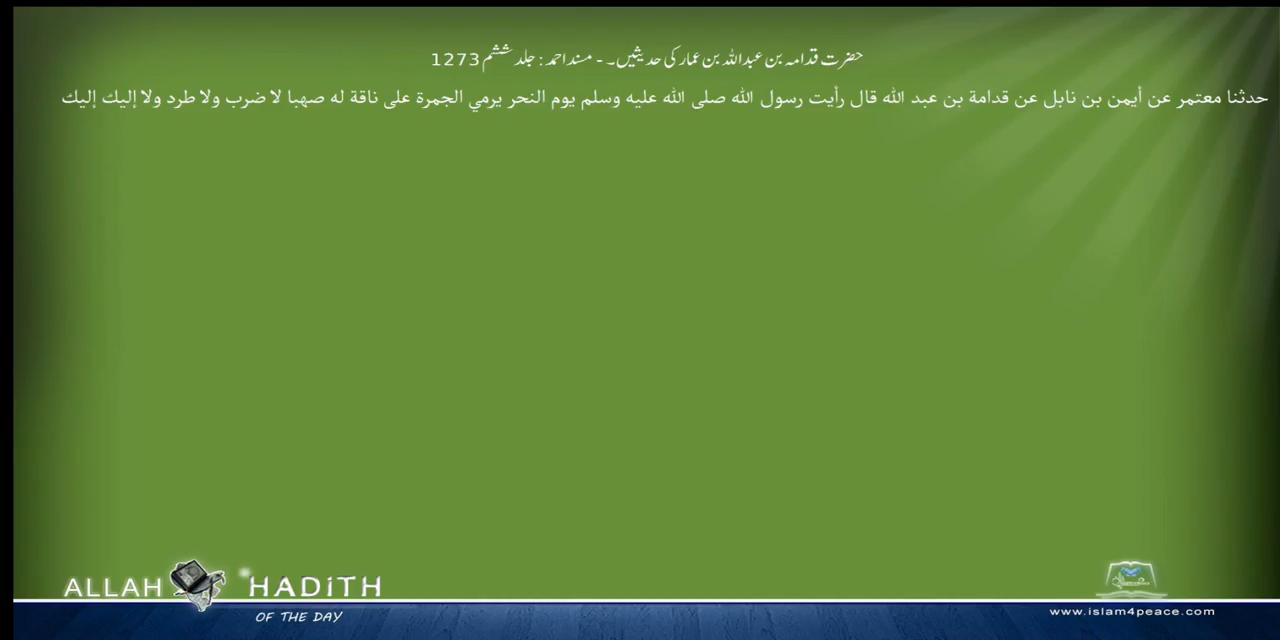 حضرت قدامہ بن عبداللہ بن عمار کی حدیثیں۔ - مسند احمد : جلد ششم 1273
حدثنا معتمر عن أيمن بن نابل عن قدامة بن عبد الله قال رأيت رسول الله صلى الله عليه وسلم يوم النحر يرمي الجمرة على ناقة له صهبا لا ضرب ولا طرد ولا إليك إليك
ALLAH HADITH
OF THE DAY
www.islam4peace.com